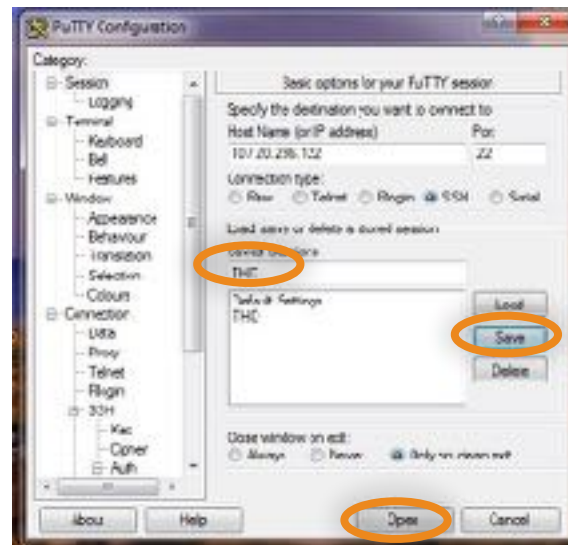 PuTTY Configuration
Category:
Session
Logging
Terminal
Keyboard
Bell
Features
Window
Appearance
Behaviour
Translation
Selection
Colours
Connection
Data
Proxy
Telnet
Rlogin
SSH
Kex
Cipher
Auth
Basic options for your PuTTY session
Specify the destination you want to connect to
Host Name (or IP address) Port
22
Connection type:
Raw Telnet Rlogin SSH Serial
Load, save or delete a stored session
Saved Sessions
Default Settings
Load
Save
Delete
Close window on exit:
Always Never Only on clean exit
About Help Open Cancel